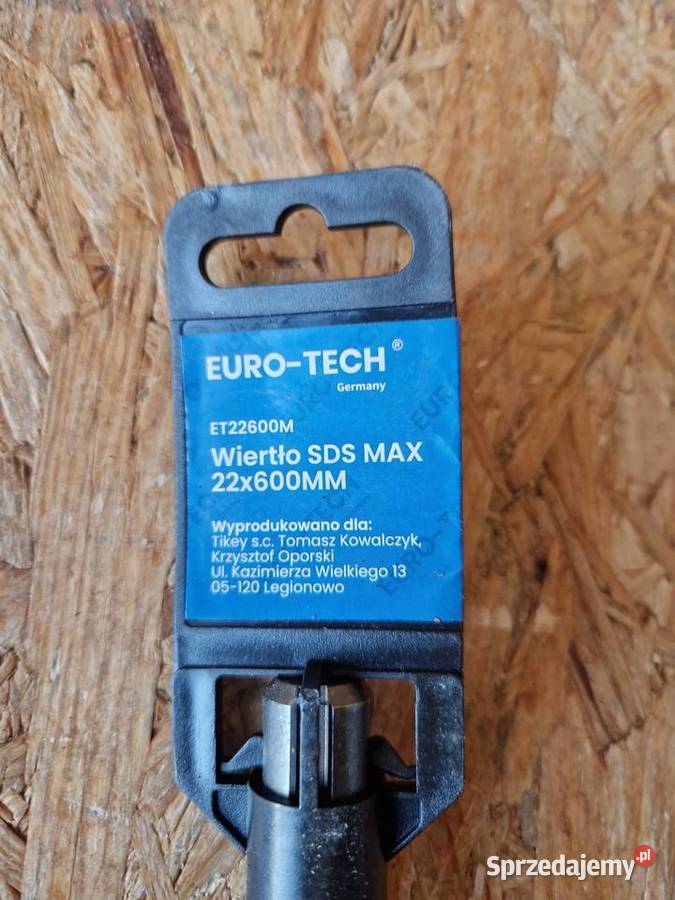 EURO-TECH®
Germany
ET22600M
Wiertło SDS MAX
22x600MM
Wyprodukowano dla:
Tikey s.c. Tomasz Kowalczyk,
Krzysztof Oporski
Ul. Kazimierza Wielkiego 13
05-120 Legionowo
Sprzedajemy.pl